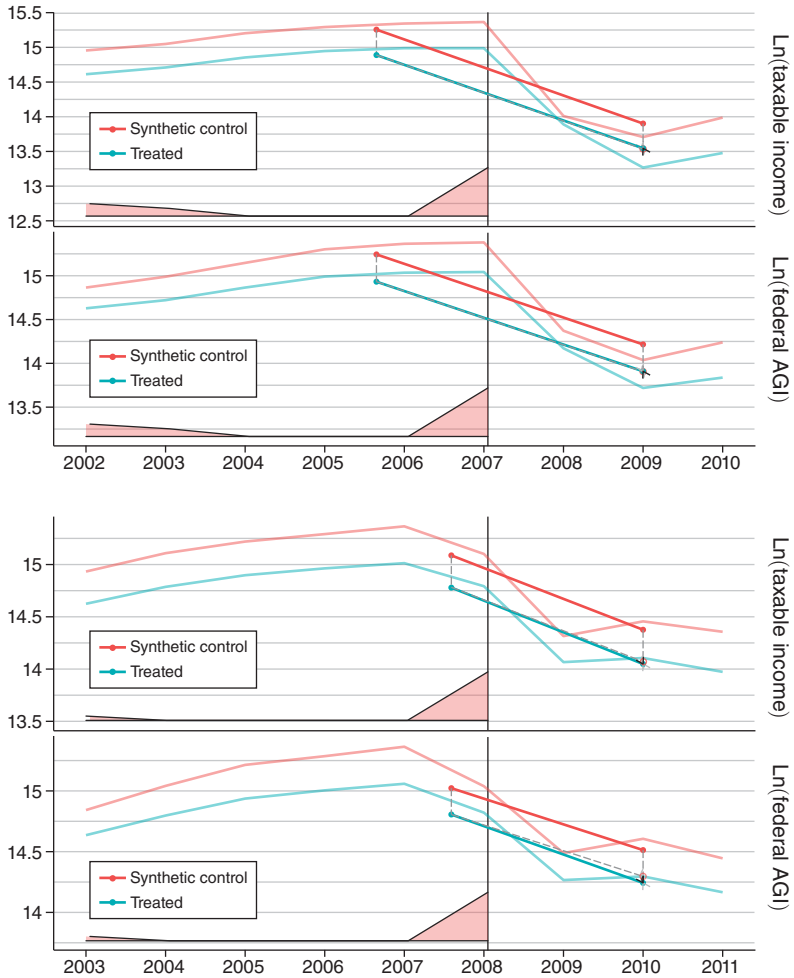 15.5
15
14.5
14
13.5
13
12.5
Ln(taxable income)
Synthetic control
Treated
15
14.5
14
13.5
Ln(federal AGI)
Synthetic control
Treated
2002 2003 2004 2005 2006 2007 2008 2009 2010
15
14.5
14
13.5
Ln(taxable income)
Synthetic control
Treated
15
14.5
14
Ln(federal AGI)
Synthetic control
Treated
2003 2004 2005 2006 2007 2008 2009 2010 2011